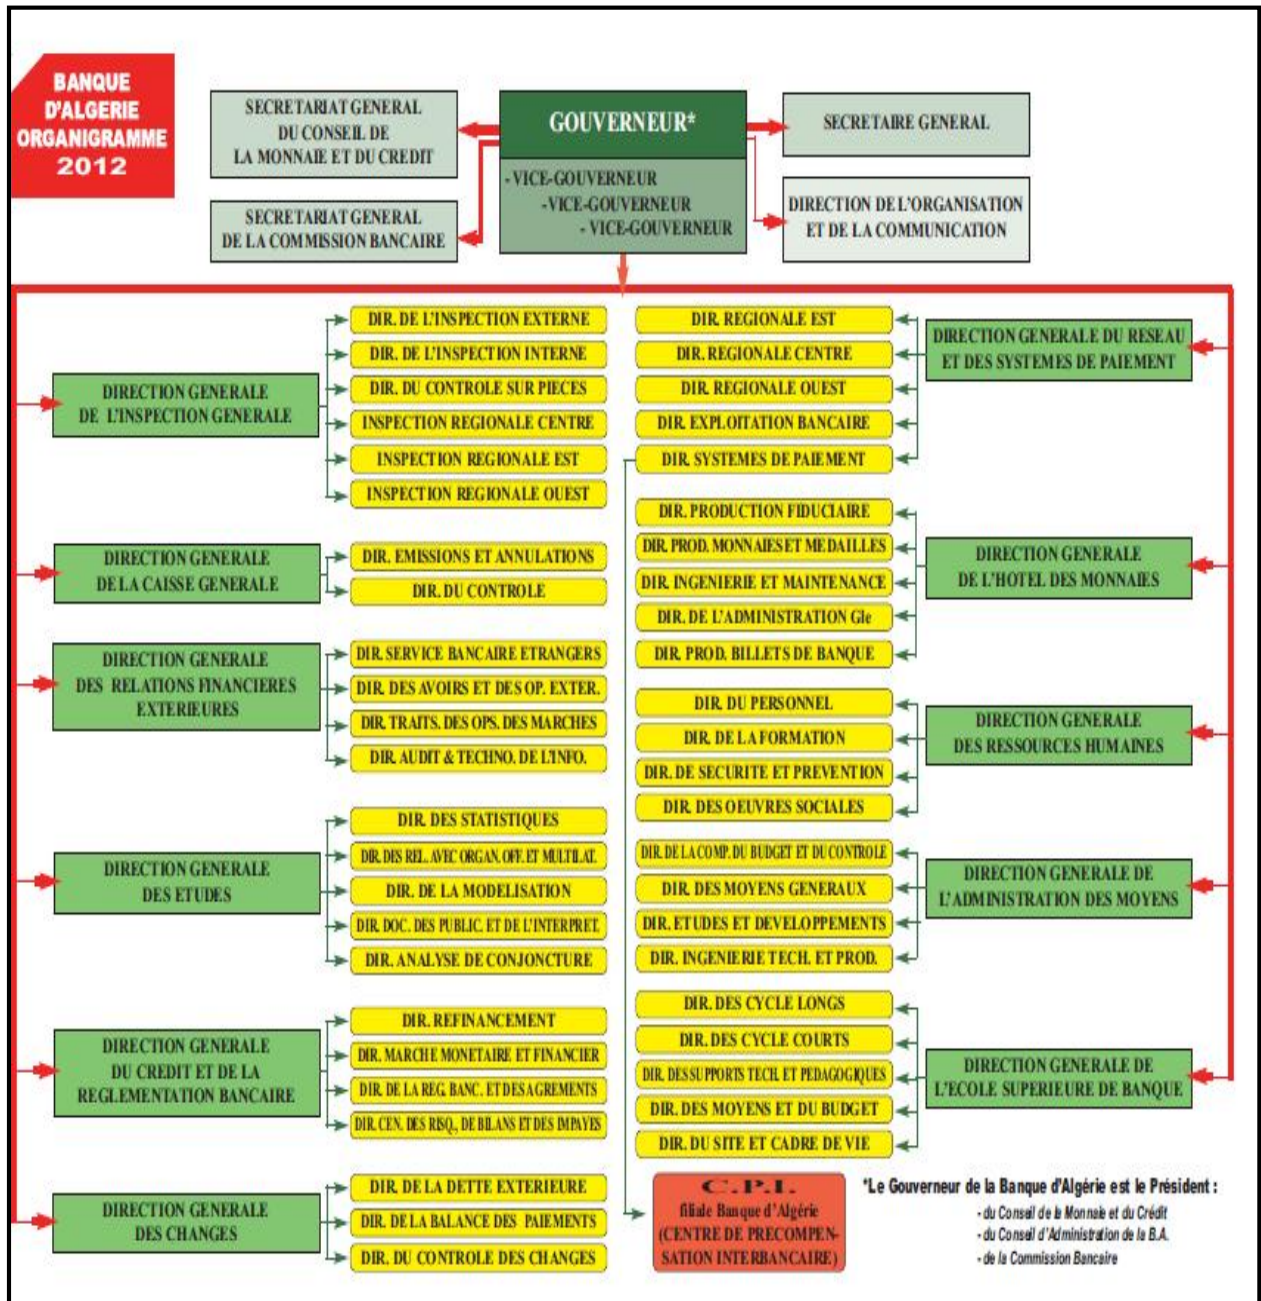 BANQUE
D'ALGERIE
ORGANIGRAMME
2012
SECRETARIAT GENERAL
DU CONSEIL DE
LA MONNAIE ET DU CREDIT
SECRETARIAT GENERAL
DE LA COMMISSION BANCAIRE
GOUVERNEUR*
- VICE-GOUVERNEUR
-VICE-GOUVERNEUR
- VICE-GOUVERNEUR
SECRETAIRE GENERAL
DIRECTION DE L'ORGANISATION
ET DE LA COMMUNICATION
DIRECTION GENERALE
DE L'INSPECTION GENERALE
DIR. DE L'INSPECTION EXTERNE
DIR. DE L'INSPECTION INTERNE
DIR. DU CONTROLE SUR PIECES
INSPECTION REGIONALE CENTRE
INSPECTION REGIONALE EST
INSPECTION REGIONALE OUEST
DIRECTION GENERALE
DE LA CAISSE GENERALE
DIR. EMISSIONS ET ANNULATIONS
DIR. DU CONTROLE
DIRECTION GENERALE
DES RELATIONS FINANCIERES
EXTERIEURES
DIR. SERVICE BANCAIRE ETRANGERS
DIR. DES AVOIRS ET DES OP. EXTER.
DIR. TRAITS. DES OPS. DES MARCHES
DIR. AUDIT & TECHNO. DE L'INFO.
DIRECTION GENERALE
DES ETUDES
DIR. DES STATISTIQUES
DIR. DES REL. AVEC ORGAN. OFF. ET MULTILAT.
DIR. DE LA MODELISATION
DIR. DOC. DES PUBLIC. ET DE L'INTERPRET.
DIR. ANALYSE DE CONJONCTURE
DIRECTION GENERALE
DU CREDIT ET DE LA
REGLEMENTATION BANCAIRE
DIR. REFINANCEMENT
DIR. MARCHE MONETAIRE ET FINANCIER
DIR. DE LA REG. BANC. ET DES AGREMENTS
DIR. CEN. DES RISQ., DE BILANS ET DES IMPAYES
DIRECTION GENERALE
DES CHANGES
DIR. DE LA DETTE EXTERIEURE
DIR. DE LA BALANCE DES PAIEMENTS
DIR. DU CONTROLE DES CHANGES
DIR. REGIONALE EST
DIR. REGIONALE CENTRE
DIR. REGIONALE OUEST
DIR. EXPLOITATION BANCAIRE
DIR. SYSTEMES DE PAIEMENT
DIRECTION GENERALE DU RESEAU
ET DES SYSTEMES DE PAIEMENT
DIR. PRODUCTION FIDUCIAIRE
DIR. PROD. MONNAIES ET MEDAILLES
DIR. INGENIERIE ET MAINTENANCE
DIR. DE L'ADMINISTRATION Gle
DIR. PROD. BILLETS DE BANQUE
DIRECTION GENERALE
DE L'HOTEL DES MONNAIES
DIR. DU PERSONNEL
DIR. DE LA FORMATION
DIR. DE SECURITE ET PREVENTION
DIR. DES OEUVRES SOCIALES
DIRECTION GENERALE
DES RESSOURCES HUMAINES
DIR. DE LA COMP. DU BUDGET ET DU CONTROLE
DIR. DES MOYENS GENERAUX
DIR. ETUDES ET DEVELOPPEMENTS
DIR. INGENIERIE TECH. ET PROD.
DIRECTION GENERALE DE
L'ADMINISTRATION DES MOYENS
DIR. DES CYCLE LONGS
DIR. DES CYCLE COURTS
DIR. DES SUPPORTS TECH. ET PEDAGOGIQUES
DIR. DES MOYENS ET DU BUDGET
DIR. DU SITE ET CADRE DE VIE
DIRECTION GENERALE DE
L'ECOLE SUPERIEURE DE BANQUE
C.P.I.
filiale Banque d'Algérie
(CENTRE DE PRECOMPEN-
SATION INTERBANCAIRE)
*Le Gouverneur de la Banque d'Algérie est le Président :
- du Conseil de la Monnaie et du Crédit
- du Conseil d'Administration de la B.A.
- de la Commission Bancaire